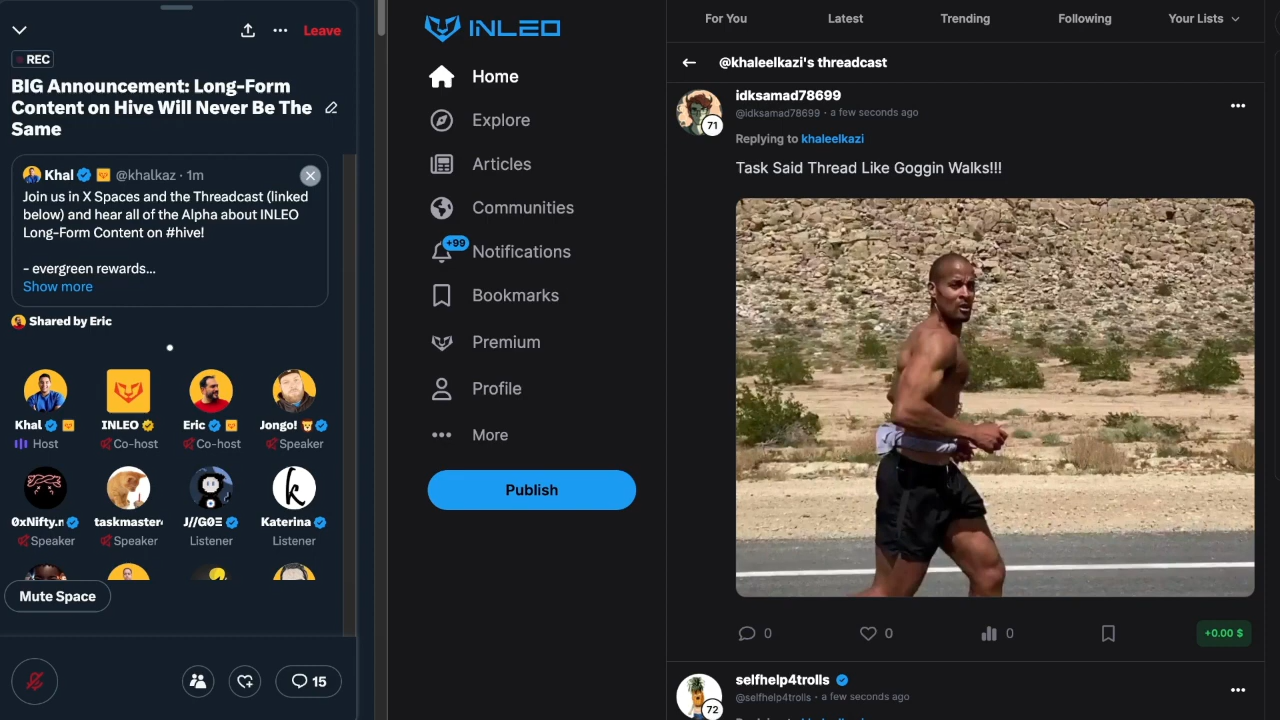 Leave
REC
BIG Announcement: Long-Form
Content on Hive Will Never Be The
Same
Khal @khalkaz · 1m
Join us in X Spaces and the Threadcast (linked
below) and hear all of the Alpha about INLEO
Long-Form Content on #hive!
- evergreen rewards...
Show more
Shared by Eric
Khal
Host
INLEO
Co-host
Eric
Co-host
Jongo!
Speaker
0xNifty.n
Speaker
taskmaster
Speaker
J//G0Ξ
Listener
Katerina
Listener
Mute Space
15
INLEO
Home
Explore
Articles
Communities
+99
Notifications
Bookmarks
Premium
Profile
More
Publish
For You
Latest
Trending
Following
Your Lists
@khaleelkazi's threadcast
idksamad78699
71
@idksamad78699 · a few seconds ago
Replying to khaleelkazi
Task Said Thread Like Goggin Walks!!!
0
0
0
+0.00 $
selfhelp4trolls
72
@selfhelp4trolls · a few seconds ago